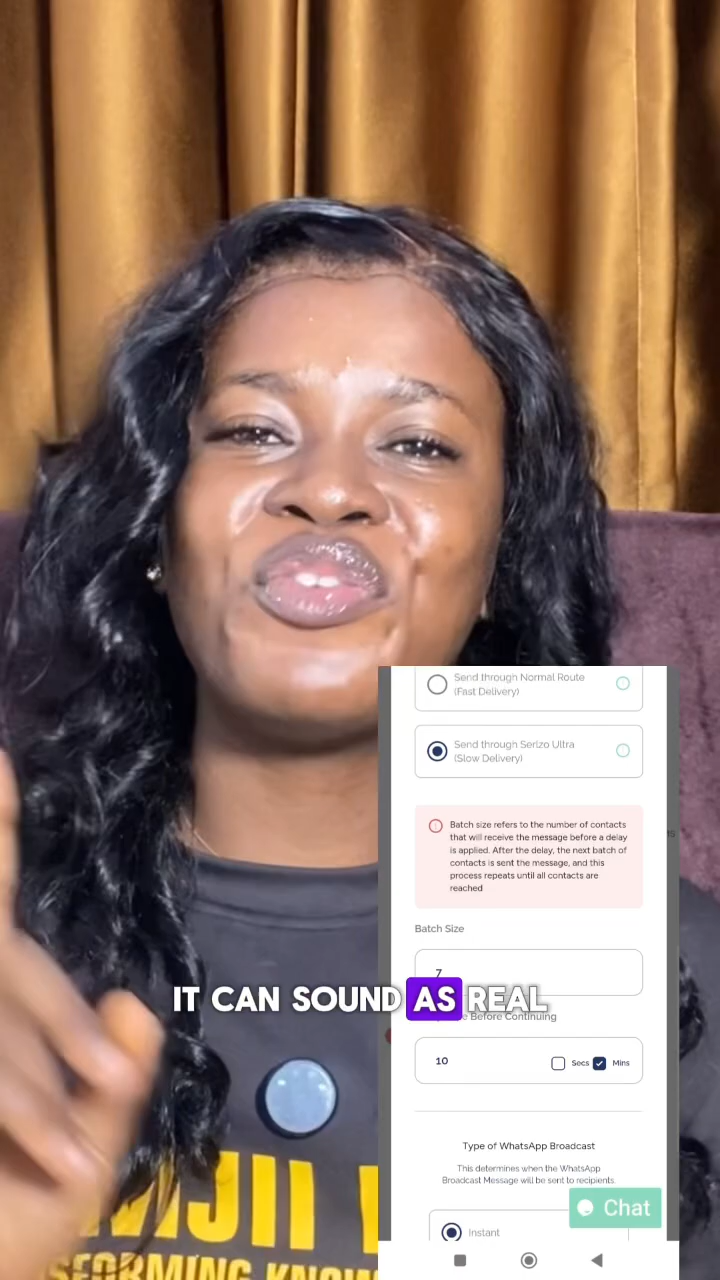 Send through Normal Route
(Fast Delivery)
Send through Serizo Ultra
(Slow Delivery)
Batch size refers to the number of contacts
that will receive the message before a delay
is applied. After the delay, the next batch of
contacts is sent the message, and this
process repeats until all contacts are
reached
Batch Size
7
IT CAN SOUND AS REAL
Before Continuing
10
Secs
Mins
Type of WhatsApp Broadcast
This determines when the WhatsApp
Broadcast Message will be sent to recipients.
Chat
Instant